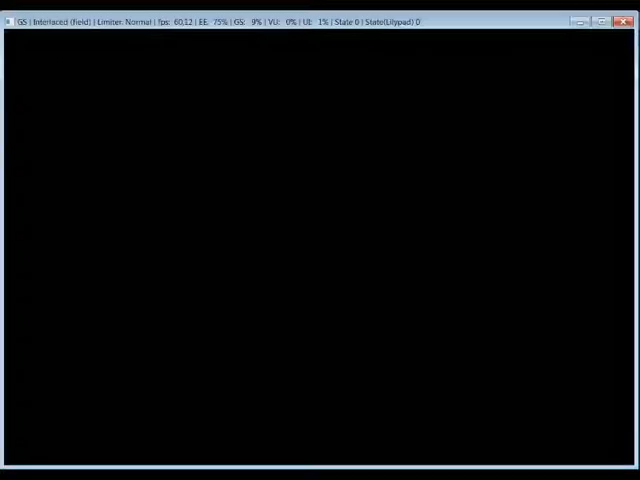 GS | Interlaced (field) | Limiter: Normal | fps: 60,12 | EE: 75% | GS: 9% | VU: 0% | UI: 1% | State 0 | State(Lilypad) 0